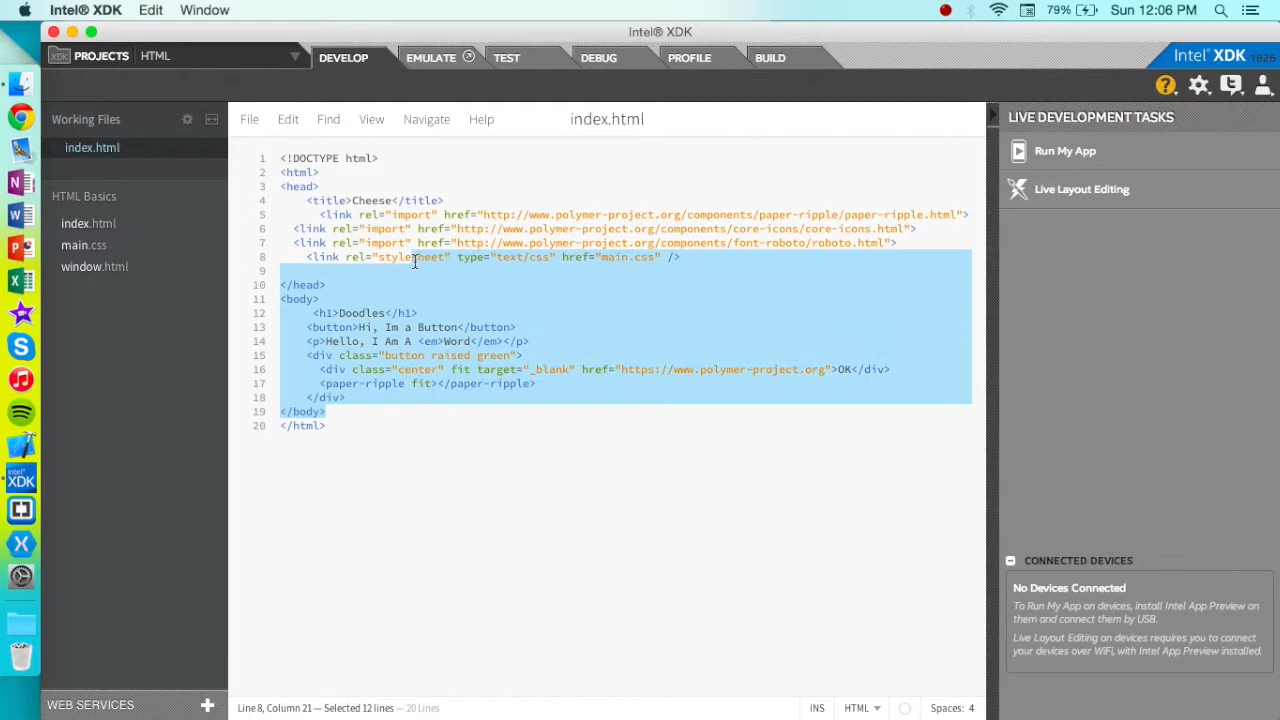 Intel® XDK Edit Window 79% Sun 12:06 PM
Intel® XDK
XDK PROJECTS HTML DEVELOP EMULATE TEST DEBUG PROFILE BUILD Intel® XDK 1826
Working Files
index.html
HTML Basics
index.html
main.css
window.html
WEB SERVICES +
File Edit Find View Navigate Help index.html
1 <!DOCTYPE html>
2 <html>
3 <head>
4 <title>Cheese</title>
5 <link rel="import" href="http://www.polymer-project.org/components/paper-ripple/paper-ripple.html">
6 <link rel="import" href="http://www.polymer-project.org/components/core-icons/core-icons.html">
7 <link rel="import" href="http://www.polymer-project.org/components/font-roboto/roboto.html">
8 <link rel="stylesheet" type="text/css" href="main.css" />
9
10 </head>
11 <body>
12 <h1>Doodles</h1>
13 <button>Hi, Im a Button</button>
14 <p>Hello, I Am A <em>Word</em></p>
15 <div class="button raised green">
16 <div class="center" fit target="_blank" href="https://www.polymer-project.org">OK</div>
17 <paper-ripple fit></paper-ripple>
18 </div>
19 </body>
20 </html>
Line 8, Column 21 — Selected 12 lines — 20 Lines INS HTML Spaces: 4
LIVE DEVELOPMENT TASKS
Run My App
Live Layout Editing
CONNECTED DEVICES
No Devices Connected
To Run My App on devices, install Intel App Preview on
them and connect them by USB.
Live Layout Editing on devices requires you to connect
your devices over WiFi, with Intel App Preview installed.